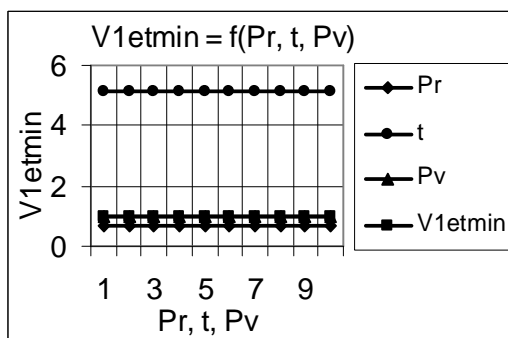 V1etmin = f(Pr, t, Pv)
6
4
2
0
V1etmin
1 3 5 7 9
Pr, t, Pv
Pr
t
Pv
V1etmin